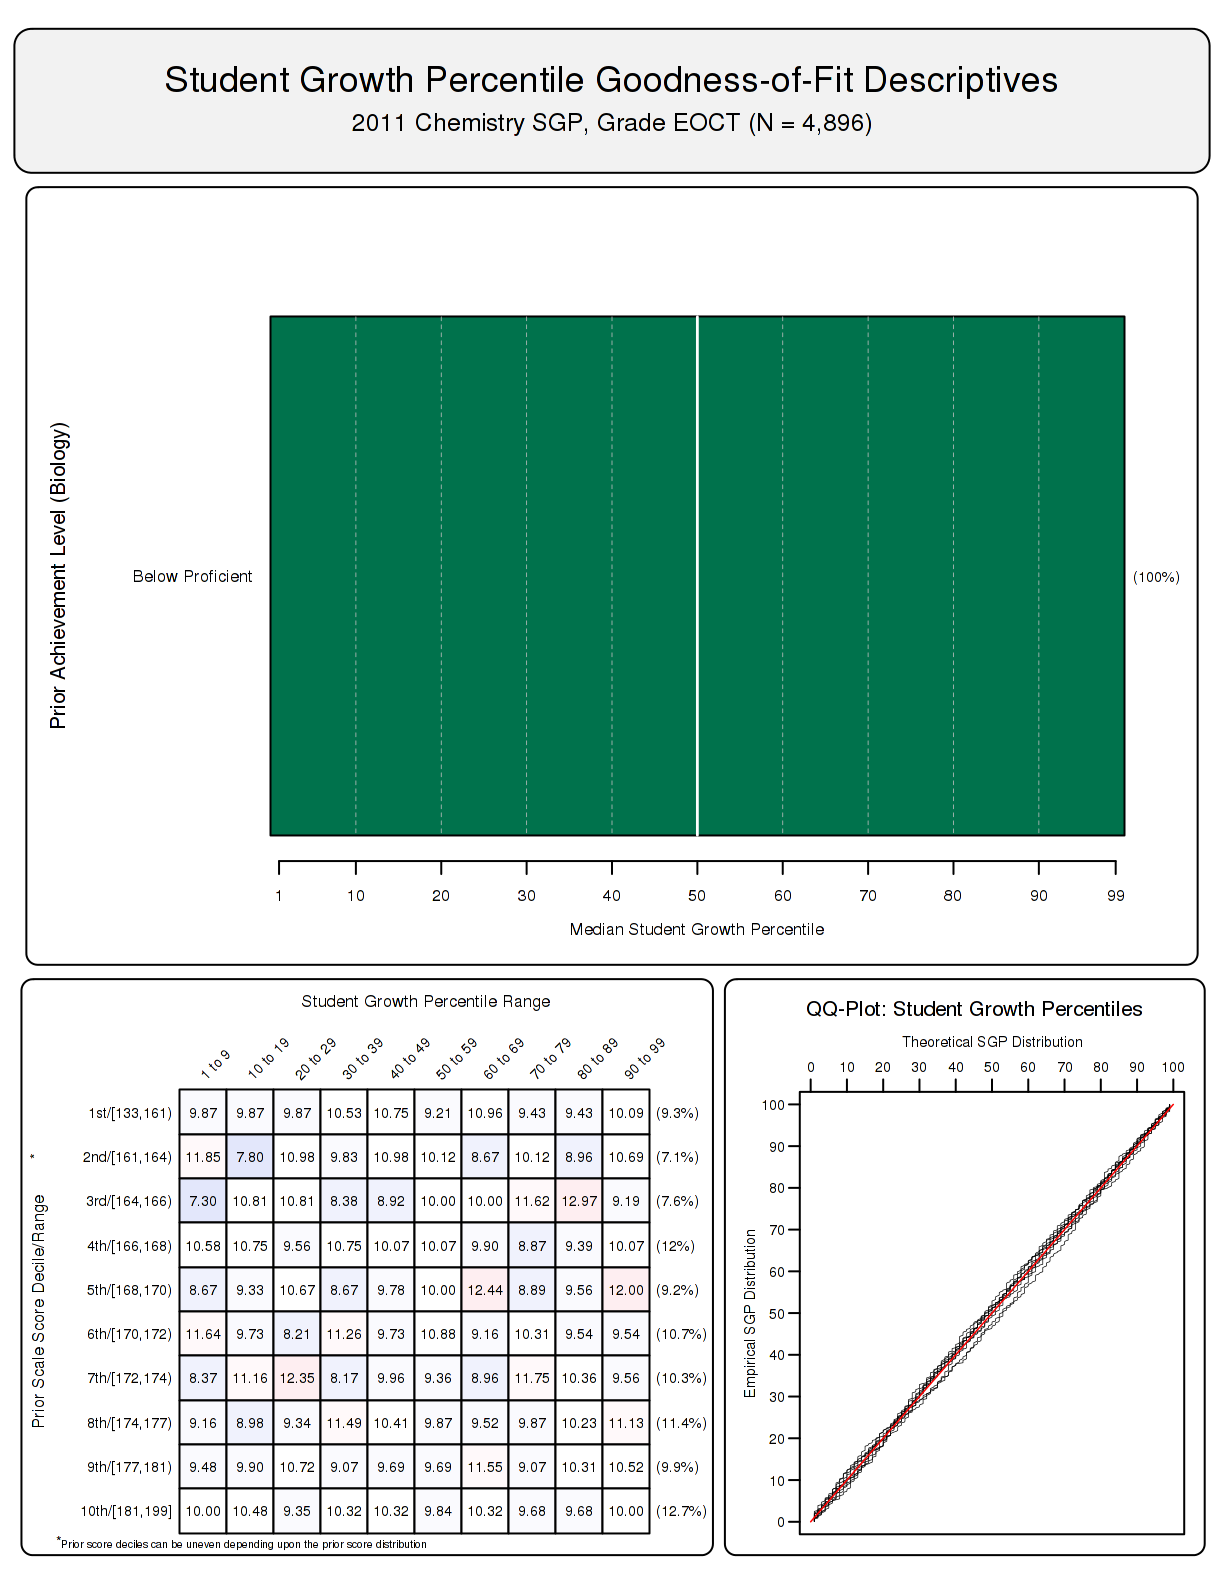 Student Growth Percentile Goodness-of-Fit Descriptives
2011 Chemistry SGP, Grade EOCT (N = 4,896)
Prior Achievement Level (Biology)
Below Proficient
(100%)
1 10 20 30 40 50 60 70 80 90 99
Median Student Growth Percentile
Student Growth Percentile Range
1 to 9 10 to 19 20 to 29 30 to 39 40 to 49 50 to 59 60 to 69 70 to 79 80 to 89 90 to 99
* Prior Scale Score Decile/Range
1st/[133,161) 9.87 9.87 9.87 10.53 10.75 9.21 10.96 9.43 9.43 10.09 (9.3%)
2nd/[161,164) 11.85 7.80 10.98 9.83 10.98 10.12 8.67 10.12 8.96 10.69 (7.1%)
3rd/[164,166) 7.30 10.81 10.81 8.38 8.92 10.00 10.00 11.62 12.97 9.19 (7.6%)
4th/[166,168) 10.58 10.75 9.56 10.75 10.07 10.07 9.90 8.87 9.39 10.07 (12%)
5th/[168,170) 8.67 9.33 10.67 8.67 9.78 10.00 12.44 8.89 9.56 12.00 (9.2%)
6th/[170,172) 11.64 9.73 8.21 11.26 9.73 10.88 9.16 10.31 9.54 9.54 (10.7%)
7th/[172,174) 8.37 11.16 12.35 8.17 9.96 9.36 8.96 11.75 10.36 9.56 (10.3%)
8th/[174,177) 9.16 8.98 9.34 11.49 10.41 9.87 9.52 9.87 10.23 11.13 (11.4%)
9th/[177,181) 9.48 9.90 10.72 9.07 9.69 9.69 11.55 9.07 10.31 10.52 (9.9%)
10th/[181,199] 10.00 10.48 9.35 10.32 10.32 9.84 10.32 9.68 9.68 10.00 (12.7%)
*Prior score deciles can be uneven depending upon the prior score distribution
QQ-Plot: Student Growth Percentiles
Theoretical SGP Distribution
0 10 20 30 40 50 60 70 80 90 100
Empirical SGP Distribution
100
90
80
70
60
50
40
30
20
10
0